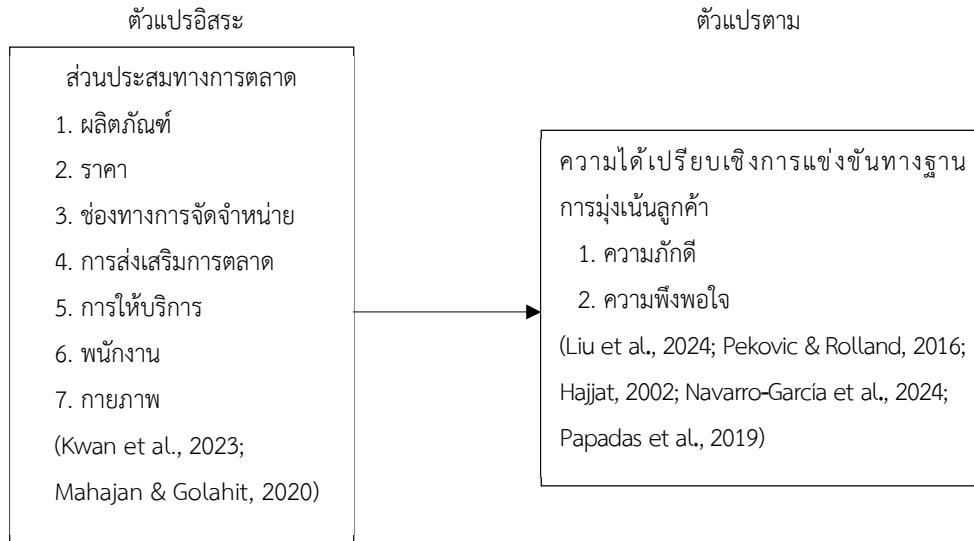 ตัวแปรอิสระ
ส่วนประสมทางการตลาด
1. ผลิตภัณฑ์
2. ราคา
3. ช่องทางการจัดจำหน่าย
4. การส่งเสริมการตลาด
5. การให้บริการ
6. พนักงาน
7. กายภาพ
(Kwan et al., 2023;
Mahajan & Golahit, 2020)
ตัวแปรตาม
ความได้เปรียบเชิงการแข่งขันทางฐาน
การมุ่งเน้นลูกค้า
1. ความภักดี
2. ความพึงพอใจ
(Liu et al., 2024; Pekovic & Rolland, 2016;
Hajjat, 2002; Navarro-García et al., 2024;
Papadas et al., 2019)